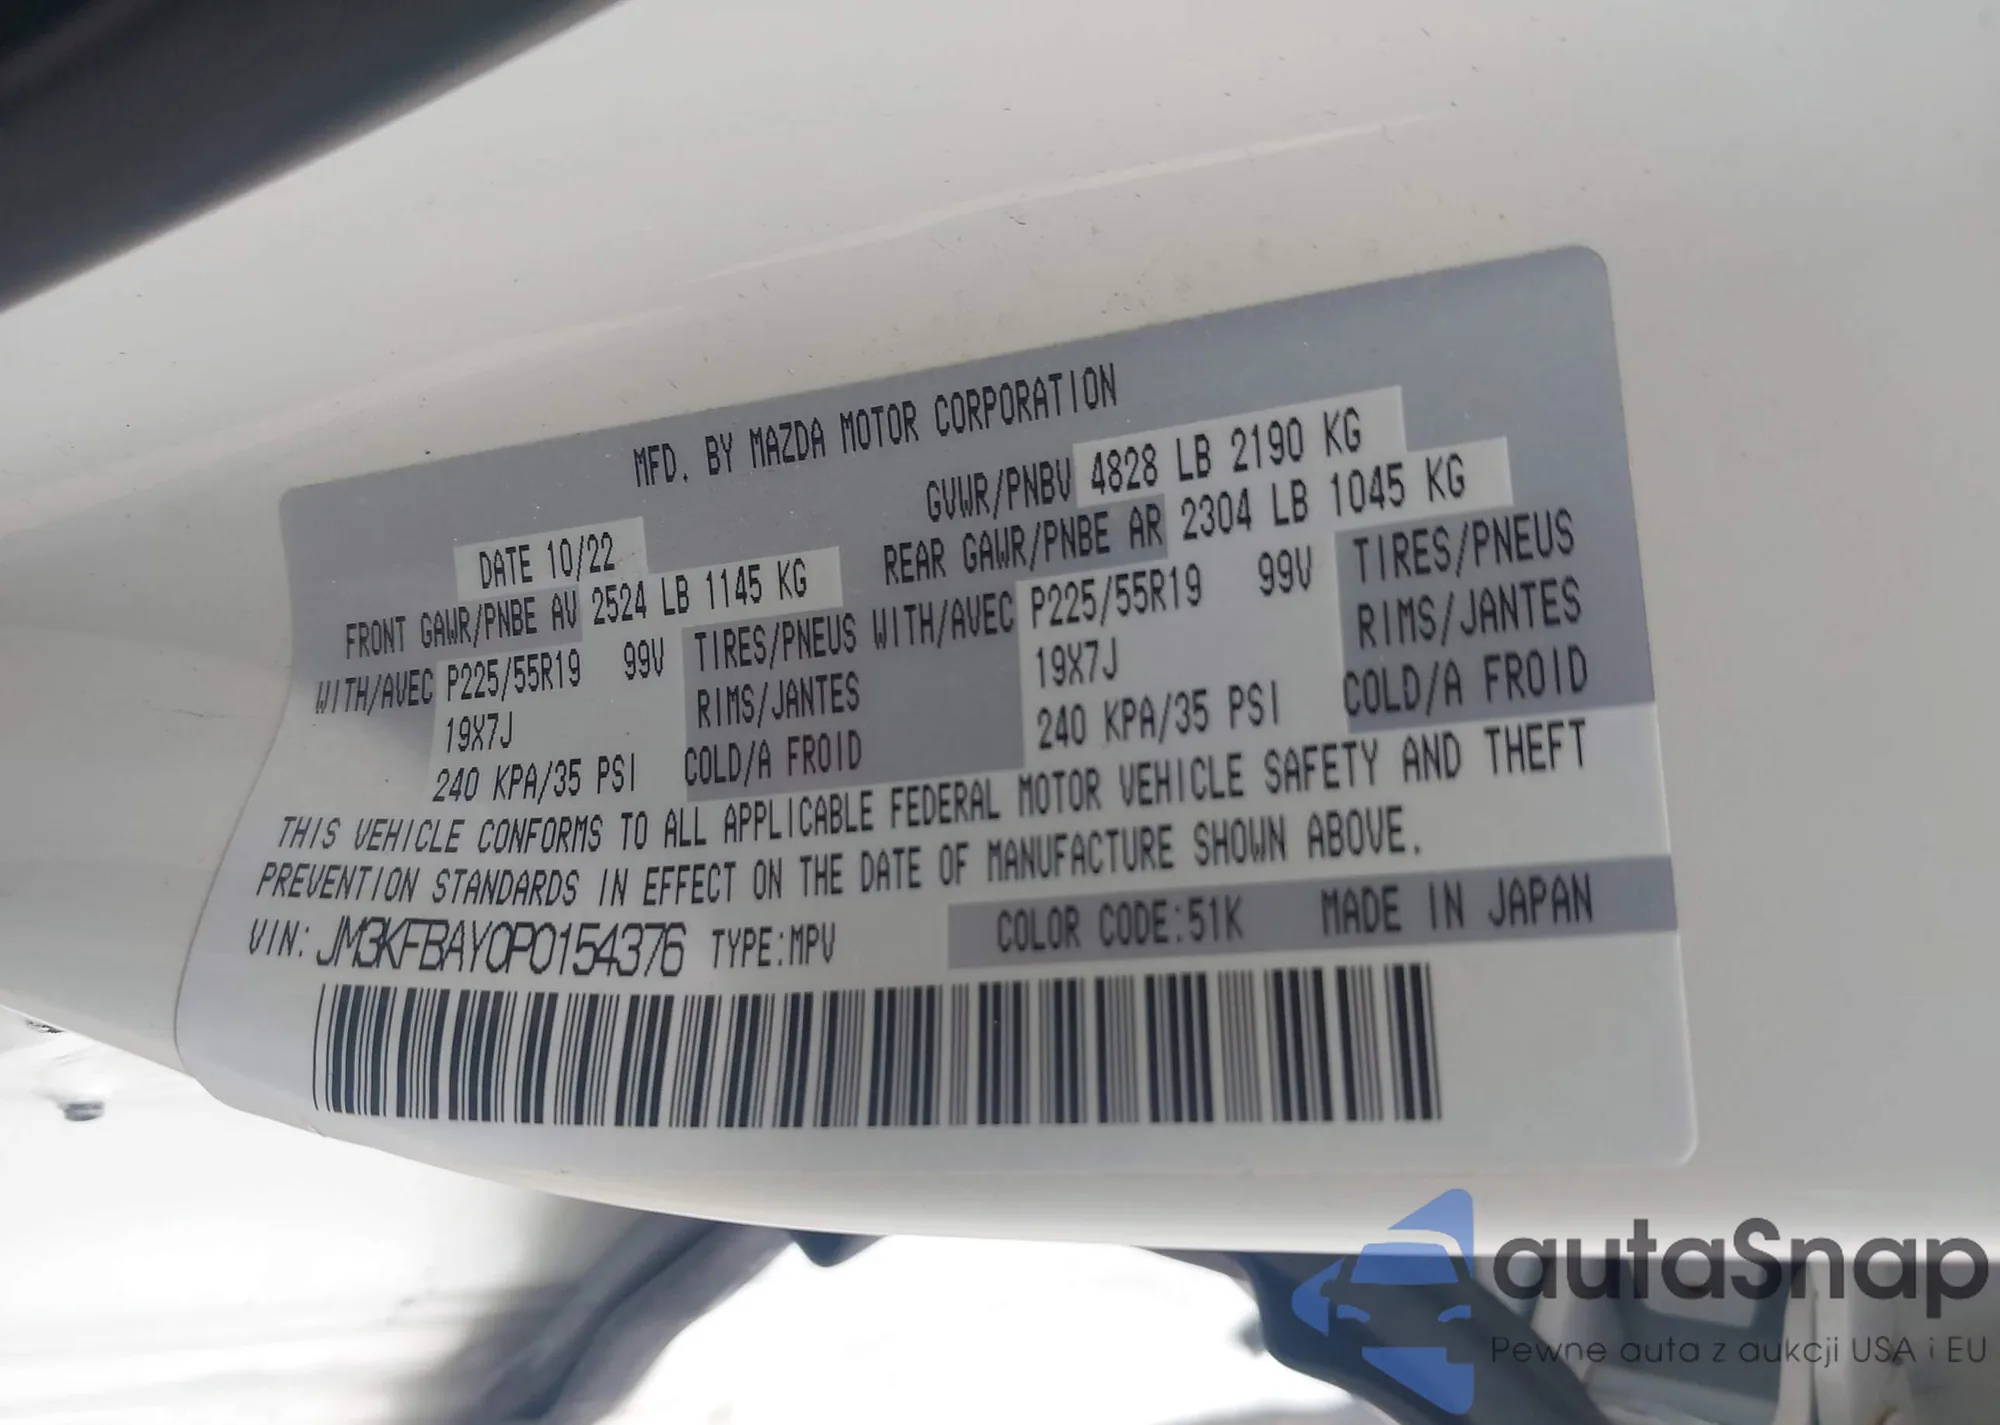 MFD. BY MAZDA MOTOR CORPORATION
DATE 10/22
GVWR/PNBV 4828 LB 2190 KG
FRONT GAWR/PNBE AV 2524 LB 1145 KG
REAR GAWR/PNBE AR 2304 LB 1045 KG
WITH/AVEC P225/55R19 99V TIRES/PNEUS
19X7J RIMS/JANTES
240 KPA/35 PSI COLD/A FROID
WITH/AVEC P225/55R19 99V TIRES/PNEUS
19X7J RIMS/JANTES
240 KPA/35 PSI COLD/A FROID
THIS VEHICLE CONFORMS TO ALL APPLICABLE FEDERAL MOTOR VEHICLE SAFETY AND THEFT
PREVENTION STANDARDS IN EFFECT ON THE DATE OF MANUFACTURE SHOWN ABOVE.
VIN: JM3KFBAY0P0154376 TYPE:MPV COLOR CODE:51K MADE IN JAPAN
autaSnap
Pewne auta z aukcji USA i EU